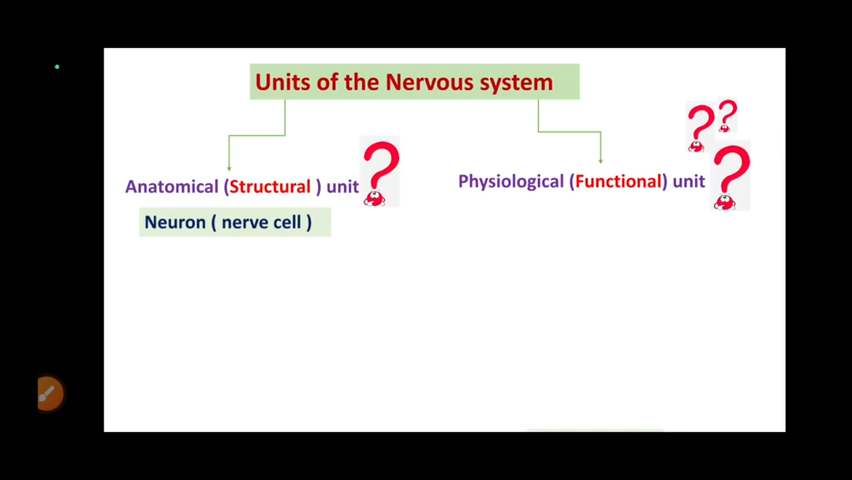 Units of the Nervous system
Anatomical (Structural ) unit
Physiological (Functional) unit
Neuron ( nerve cell )